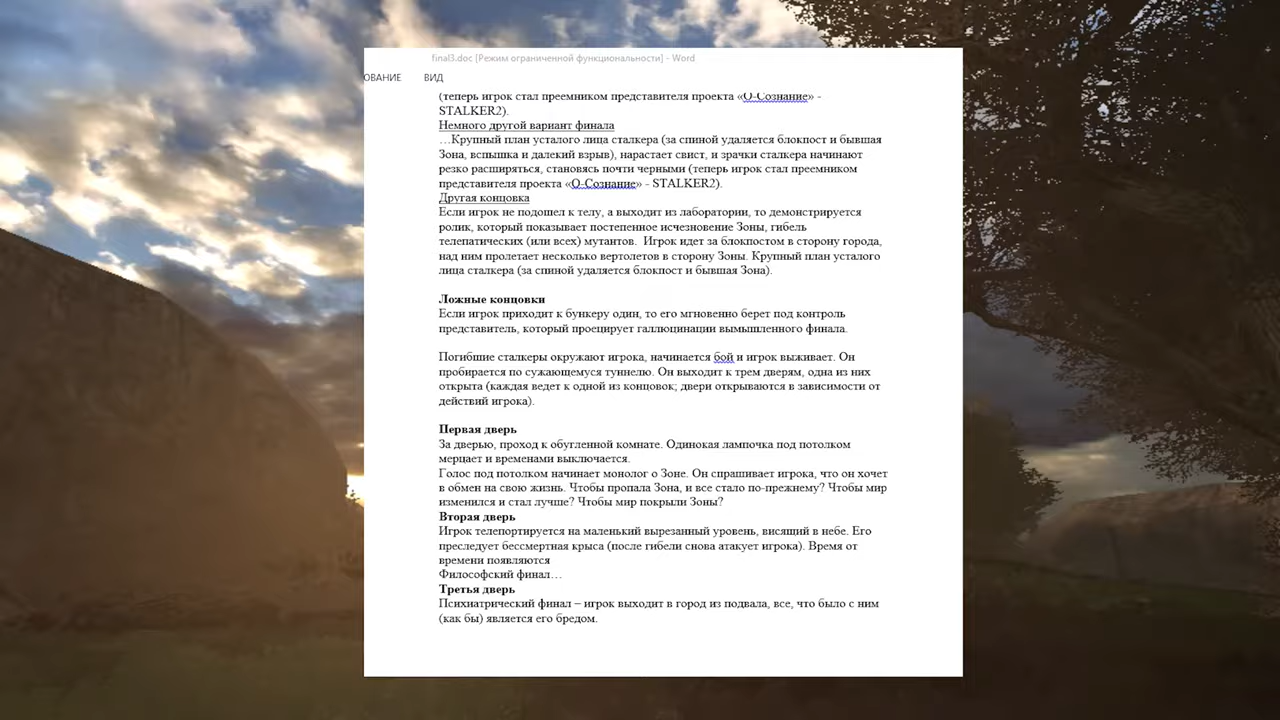 final3.doc [Режим ограниченной функциональности] - Word
ОВАНИЕ ВИД
(теперь игрок стал преемником представителя проекта «О-Сознание» -
STALKER2).
Немного другой вариант финала
…Крупный план усталого лица сталкера (за спиной удаляется блокпост и бывшая
Зона, вспышка и далекий взрыв), нарастает свист, и зрачки сталкера начинают
резко расширяться, становясь почти черными (теперь игрок стал преемником
представителя проекта «О-Сознание» - STALKER2).
Другая концовка
Если игрок не подошел к телу, а выходит из лаборатории, то демонстрируется
ролик, который показывает постепенное исчезновение Зоны, гибель
телепатических (или всех) мутантов. Игрок идет за блокпостом в сторону города,
над ним пролетает несколько вертолетов в сторону Зоны. Крупный план усталого
лица сталкера (за спиной удаляется блокпост и бывшая Зона).
Ложные концовки
Если игрок приходит к бункеру один, то его мгновенно берет под контроль
представитель, который проецирует галлюцинации вымышленного финала.
Погибшие сталкеры окружают игрока, начинается бой и игрок выживает. Он
пробирается по сужающемуся туннелю. Он выходит к трем дверям, одна из них
открыта (каждая ведет к одной из концовок; двери открываются в зависимости от
действий игрока).
Первая дверь
За дверью, проход к обугленной комнате. Одинокая лампочка под потолком
мерцает и временами выключается.
Голос под потолком начинает монолог о Зоне. Он спрашивает игрока, что он хочет
в обмен на свою жизнь. Чтобы пропала Зона, и все стало по-прежнему? Чтобы мир
изменился и стал лучше? Чтобы мир покрыли Зоны?
Вторая дверь
Игрок телепортируется на маленький вырезанный уровень, висящий в небе. Его
преследует бессмертная крыса (после гибели снова атакует игрока). Время от
времени появляются
Философский финал…
Третья дверь
Психиатрический финал – игрок выходит в город из подвала, все, что было с ним
(как бы) является его бредом.